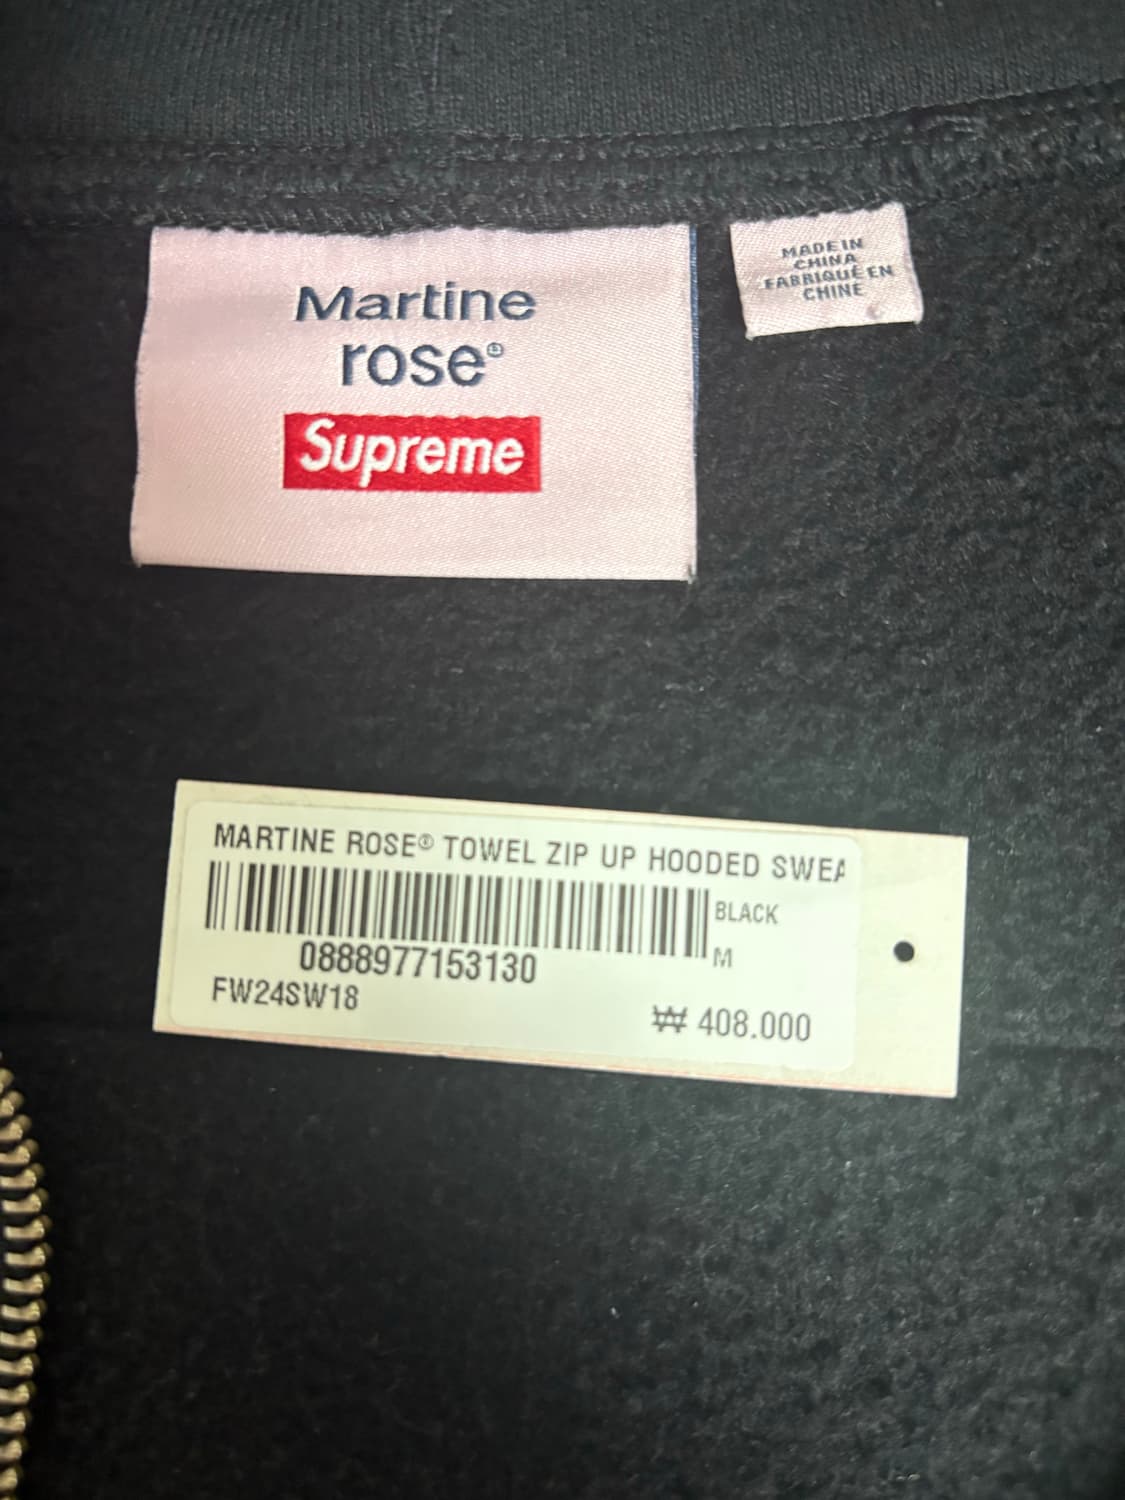 Martine
rose®
Supreme
MADE IN
CHINA
FABRIQUÉ EN
CHINE
MARTINE ROSE® TOWEL ZIP UP HOODED SWEA
BLACK
M
0888977153130
FW24SW18
₩ 408.000